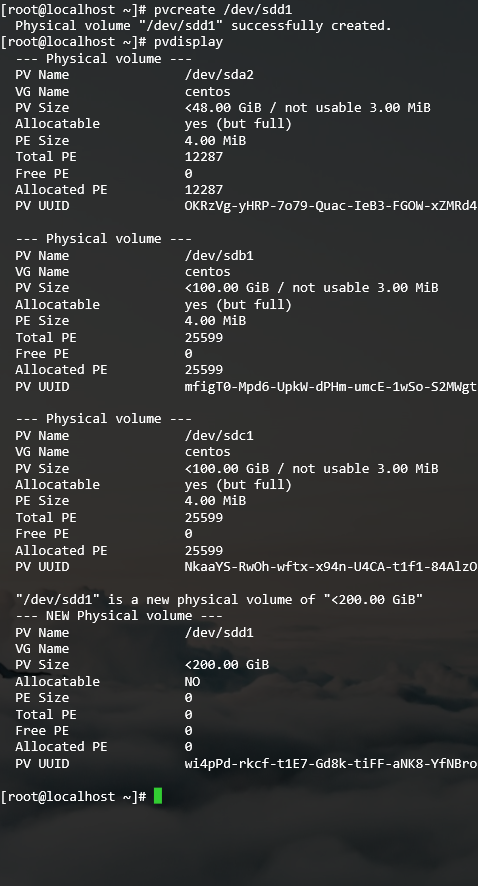 [root@localhost ~]# pvcreate /dev/sdd1
  Physical volume "/dev/sdd1" successfully created.
[root@localhost ~]# pvdisplay
  --- Physical volume ---
  PV Name               /dev/sda2
  VG Name               centos
  PV Size               <48.00 GiB / not usable 3.00 MiB
  Allocatable           yes (but full)
  PE Size               4.00 MiB
  Total PE              12287
  Free PE               0
  Allocated PE          12287
  PV UUID               OKRzVg-yHRP-7o79-Quac-IeB3-FGOW-xZMRd4

  --- Physical volume ---
  PV Name               /dev/sdb1
  VG Name               centos
  PV Size               <100.00 GiB / not usable 3.00 MiB
  Allocatable           yes (but full)
  PE Size               4.00 MiB
  Total PE              25599
  Free PE               0
  Allocated PE          25599
  PV UUID               mfigT0-Mpd6-UpkW-dPHm-umcE-1wSo-S2MWgt

  --- Physical volume ---
  PV Name               /dev/sdc1
  VG Name               centos
  PV Size               <100.00 GiB / not usable 3.00 MiB
  Allocatable           yes (but full)
  PE Size               4.00 MiB
  Total PE              25599
  Free PE               0
  Allocated PE          25599
  PV UUID               NkaaYS-RwOh-wftx-x94n-U4CA-t1f1-84AlzO

  "/dev/sdd1" is a new physical volume of "<200.00 GiB"
  --- NEW Physical volume ---
  PV Name               /dev/sdd1
  VG Name
  PV Size               <200.00 GiB
  Allocatable           NO
  PE Size               0
  Total PE              0
  Free PE               0
  Allocated PE          0
  PV UUID               wi4pPd-rkcf-t1E7-Gd8k-tiFF-aNK8-YfNBro

[root@localhost ~]#